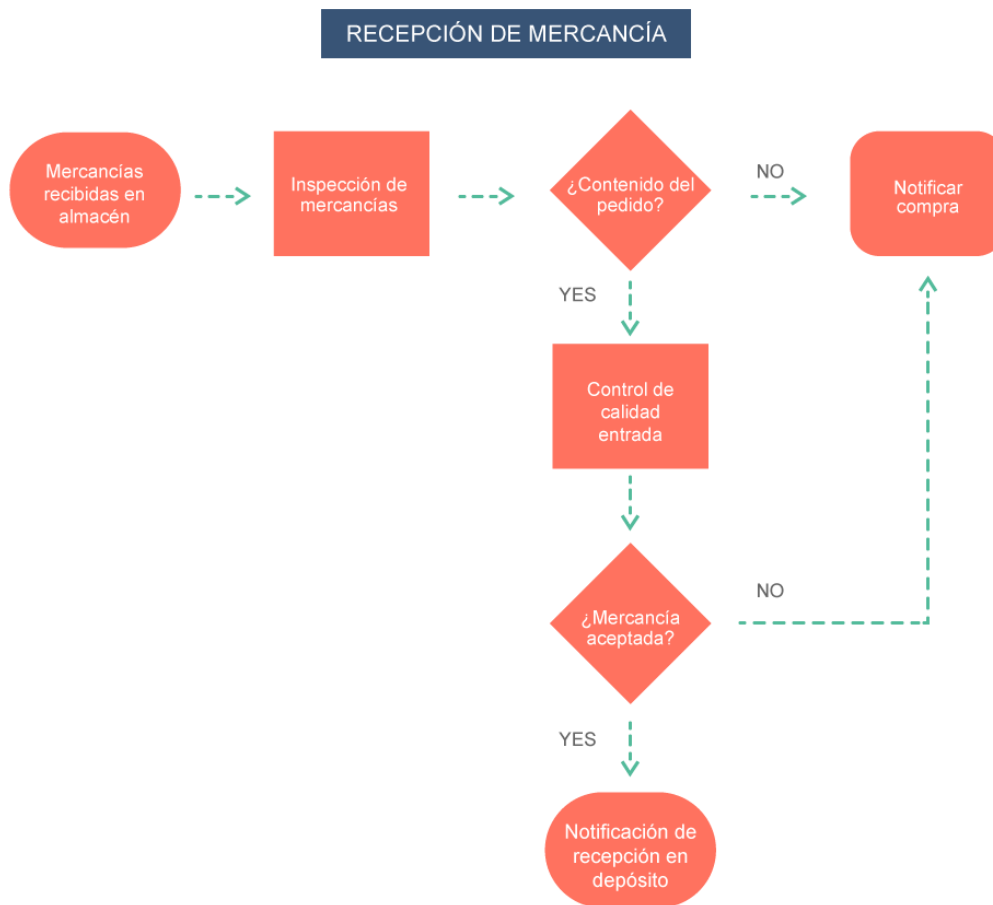 RECEPCIÓN DE MERCANCÍA
Mercancías
recibidas en
almacén
Inspección de
mercancías
¿Contenido del
pedido?
NO
Notificar
compra
YES
Control de
calidad
entrada
¿Mercancía
aceptada?
NO
YES
Notificación de
recepción en
depósito